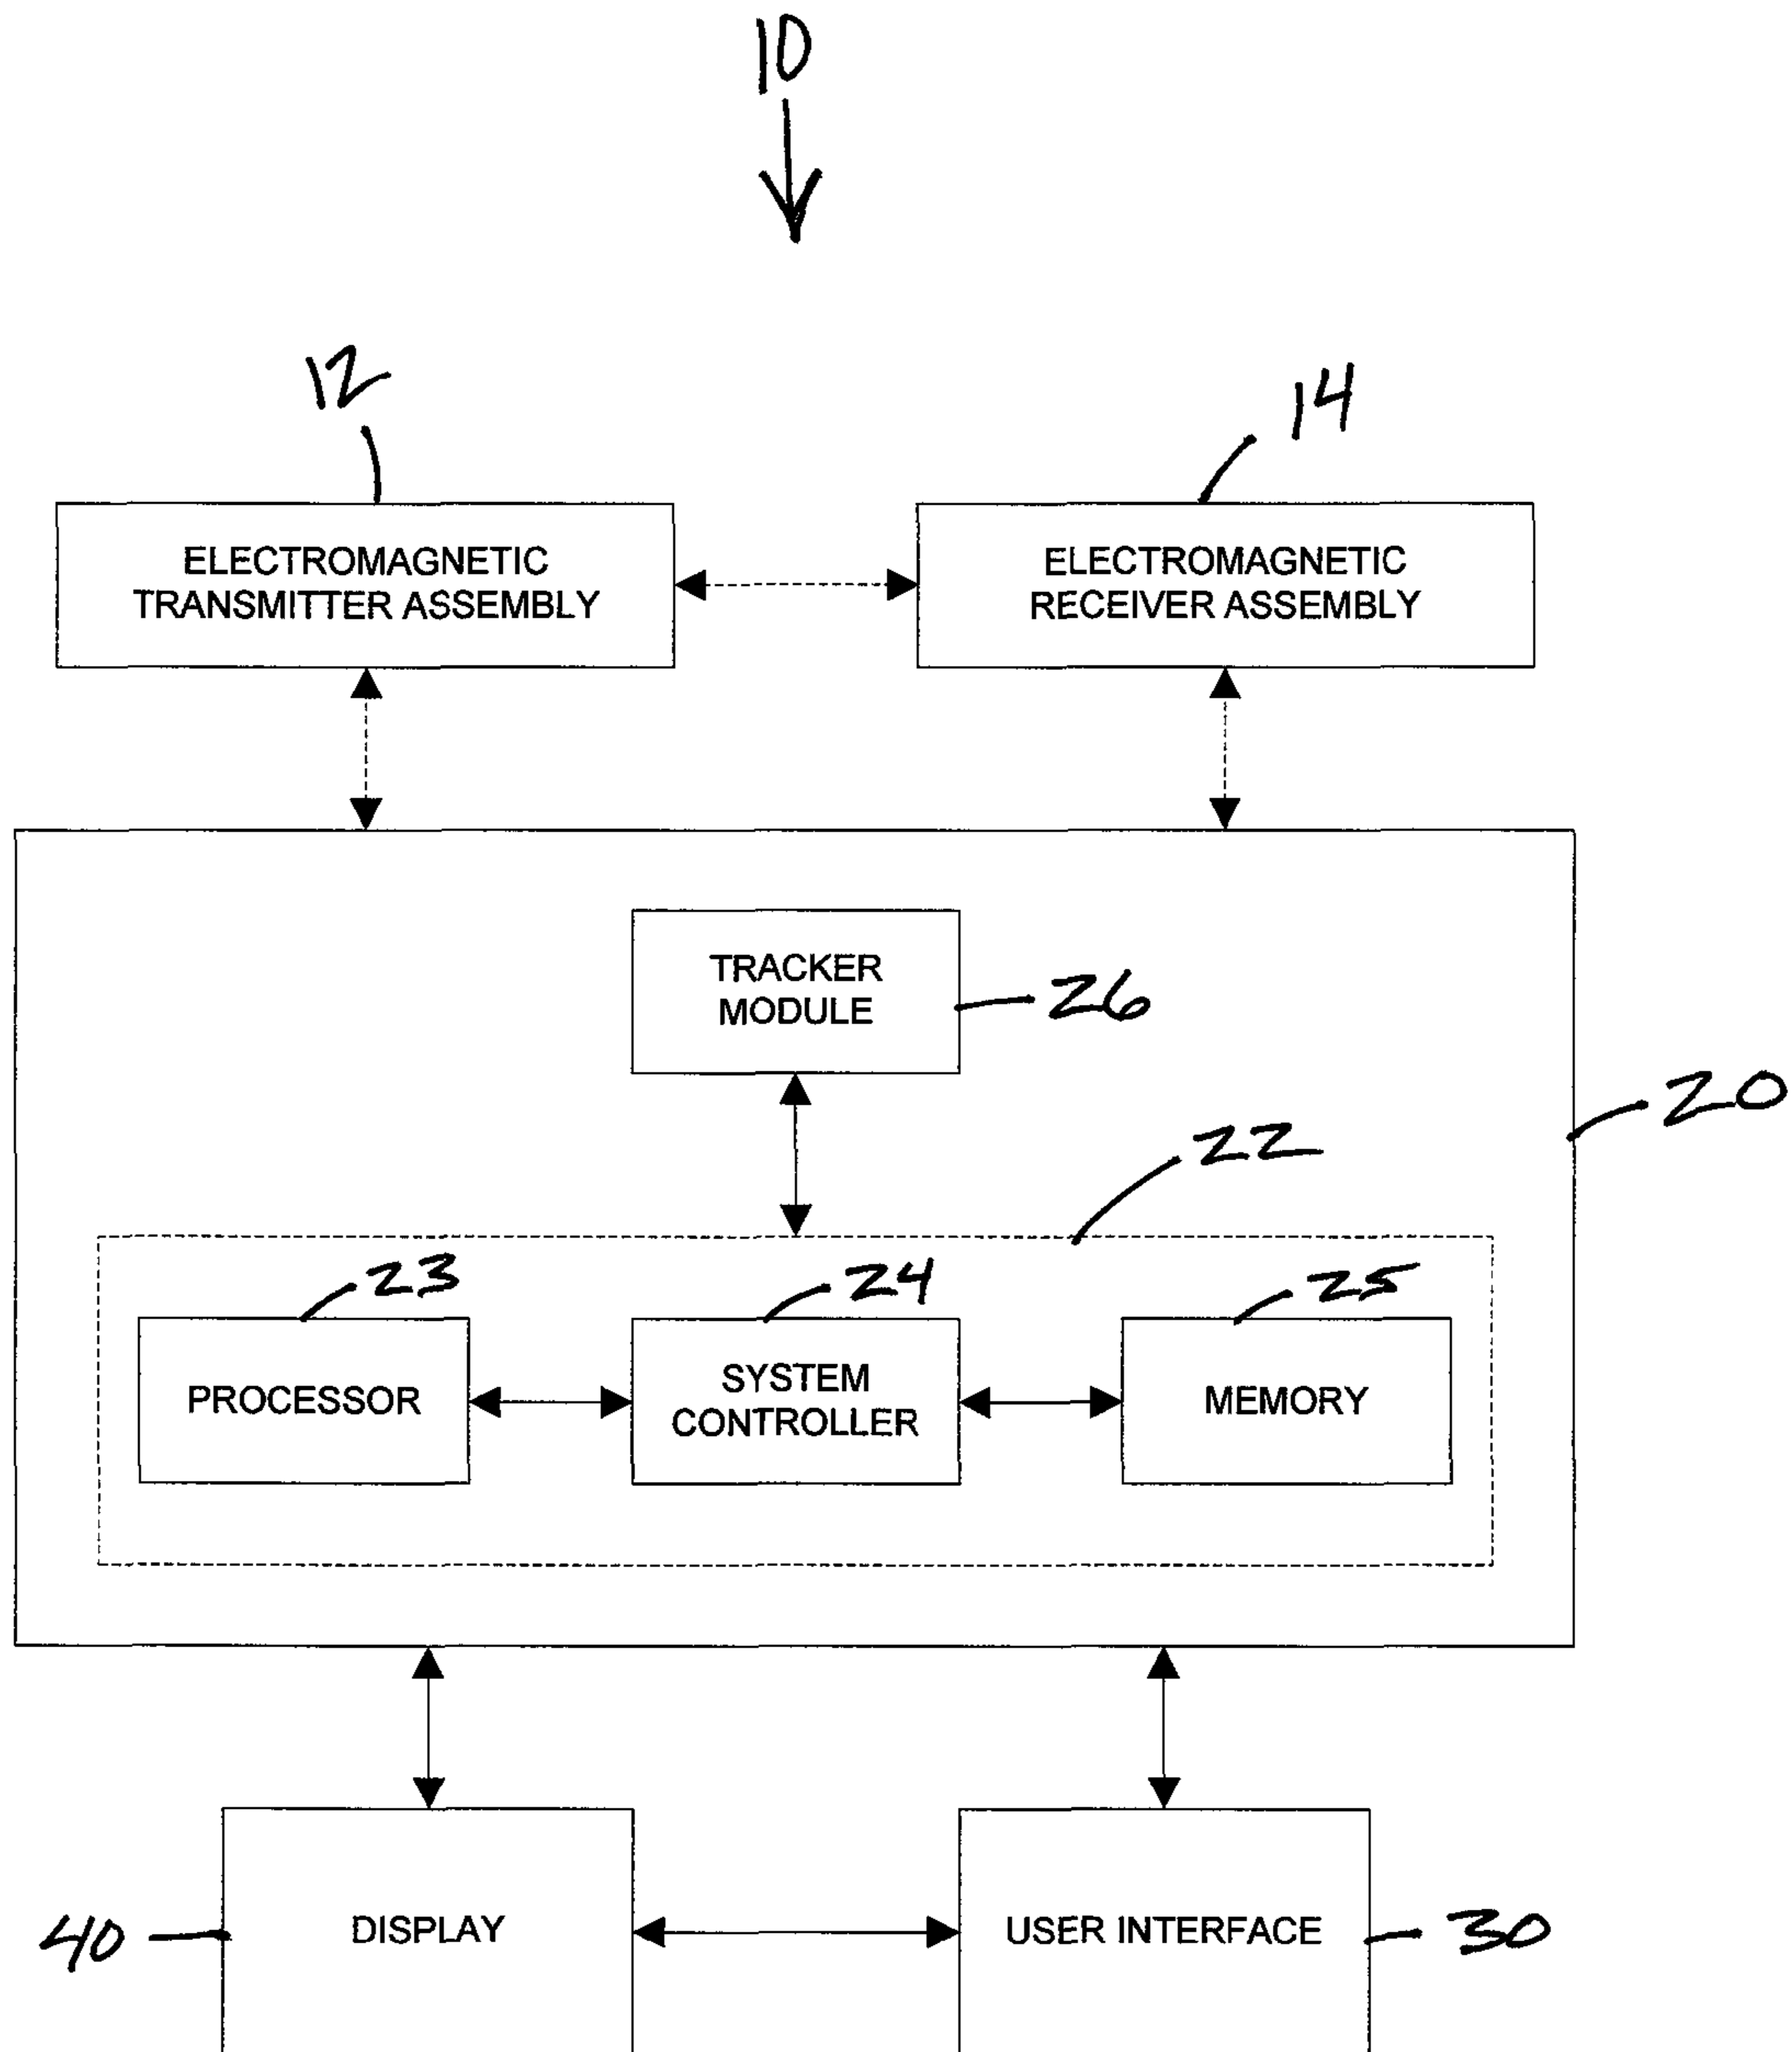 10
12
14
ELECTROMAGNETIC
TRANSMITTER ASSEMBLY
ELECTROMAGNETIC
RECEIVER ASSEMBLY
TRACKER
MODULE
26
20
22
23
24
25
PROCESSOR
SYSTEM
CONTROLLER
MEMORY
40
DISPLAY
USER INTERFACE
30